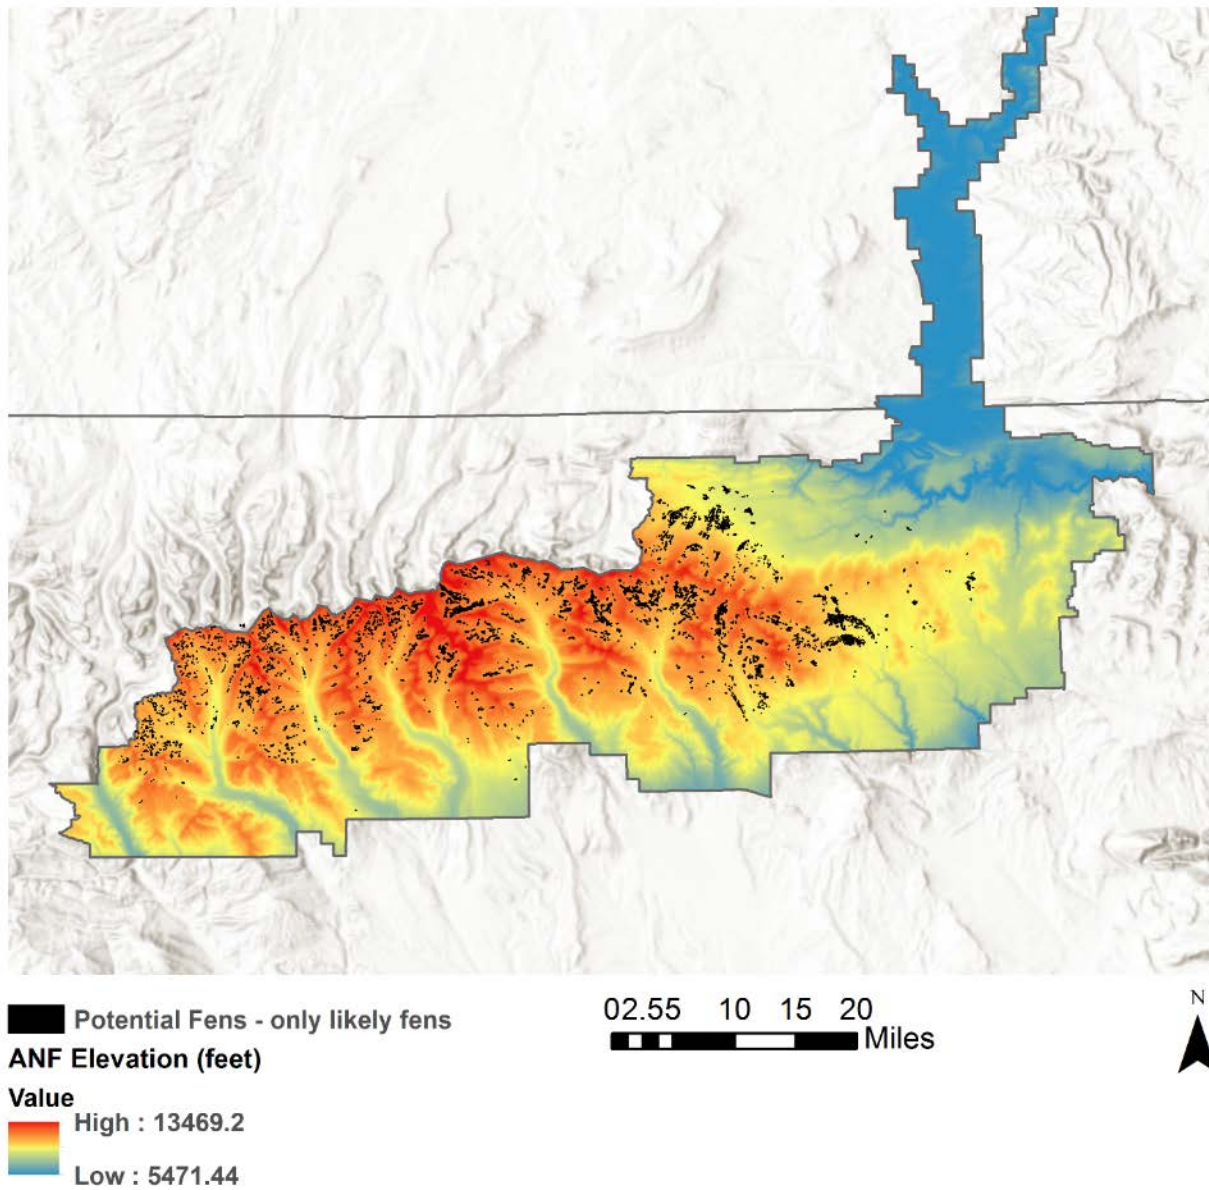 Potential Fens - only likely fens
ANF Elevation (feet)
Value
High : 13469.2
Low : 5471.44
02.55 10 15 20
Miles
N